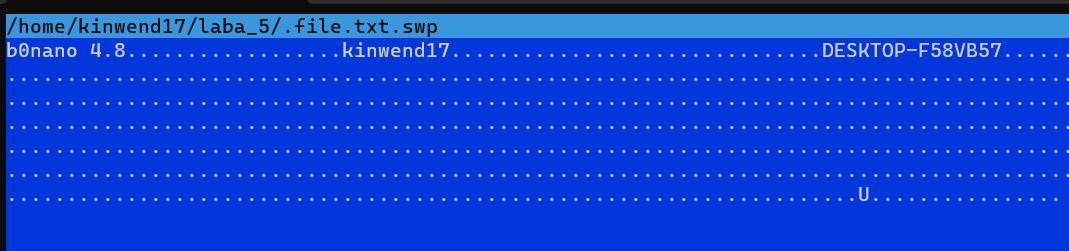 /home/kinwend17/laba_5/.file.txt.swp
b0nano 4.8..................kinwend17...............................DESKTOP-F58VB57......
.........................................................................................
.........................................................................................
.........................................................................................
.........................................................................................
.........................................................................................
.......................................................................U................